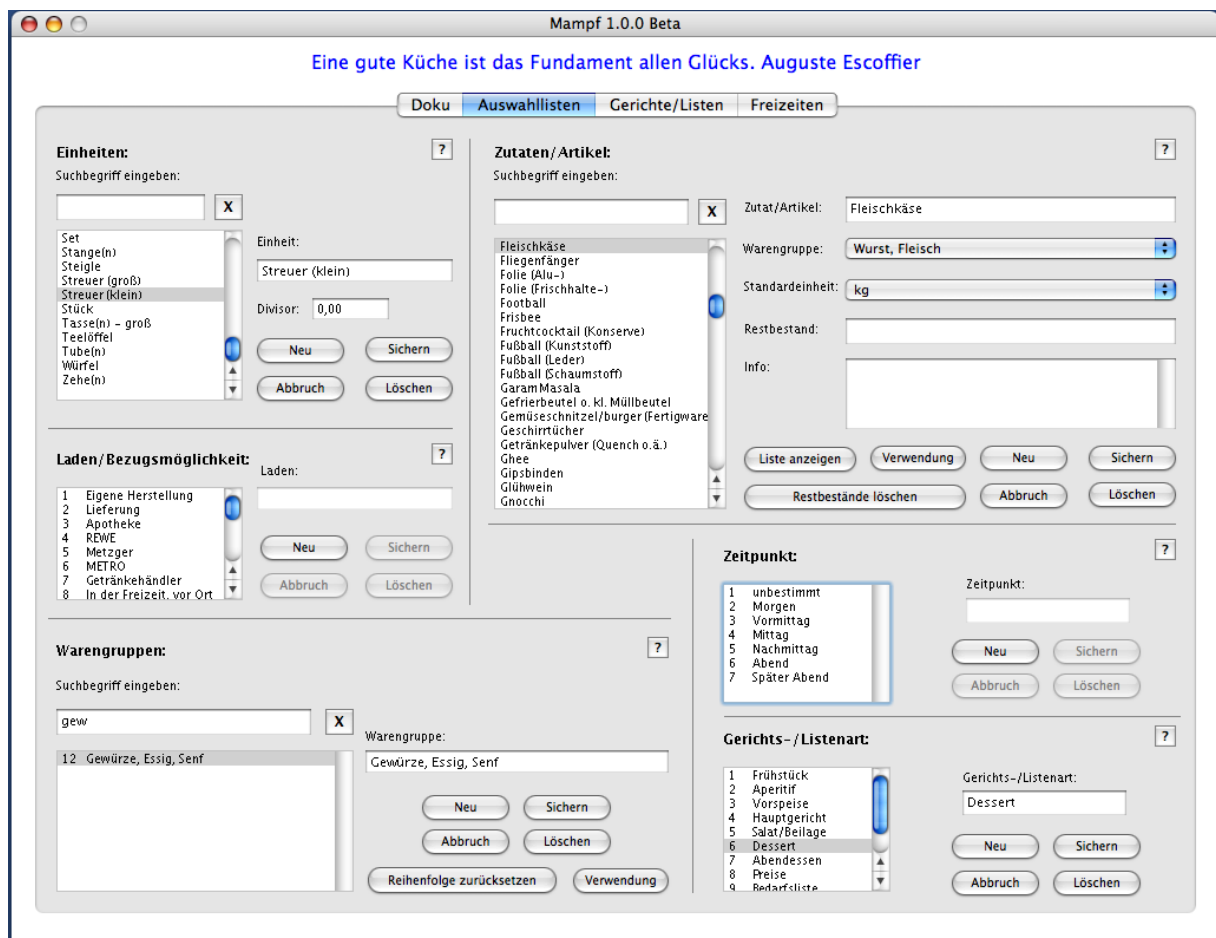 Mampf 1.0.0 Beta
Eine gute Küche ist das Fundament allen Glücks. Auguste Escoffier
Doku Auswahllisten Gerichte/Listen Freizeiten
Einheiten: ?
Suchbegriff eingeben:
X
Set
Stange(n)
Steigle
Streuer (groß)
Streuer (klein)
Stück
Tasse(n) - groß
Teelöffel
Tube(n)
Würfel
Zehe(n)
Einheit:
Streuer (klein)
Divisor: 0,00
Neu Sichern
Abbruch Löschen
Zutaten/Artikel: ?
Suchbegriff eingeben:
X
Fleischkäse
Fliegenfänger
Folie (Alu-)
Folie (Frischhalte-)
Football
Frisbee
Fruchtcocktail (Konserve)
Fußball (Kunststoff)
Fußball (Leder)
Fußball (Schaumstoff)
Garam Masala
Gefrierbeutel o. kl. Müllbeutel
Gemüseschnitzel/burger (Fertigware
Geschirrtücher
Getränkepulver (Quench o.ä.)
Ghee
Gipsbinden
Glühwein
Gnocchi
Zutat/Artikel: Fleischkäse
Warengruppe: Wurst, Fleisch
Standardeinheit: kg
Restbestand:
Info:
Liste anzeigen Verwendung Neu Sichern
Restbestände löschen Abbruch Löschen
Laden/Bezugsmöglichkeit: ?
1 Eigene Herstellung
2 Lieferung
3 Apotheke
4 REWE
5 Metzger
6 METRO
7 Getränkehändler
8 In der Freizeit, vor Ort
Laden:
Neu Sichern
Abbruch Löschen
Zeitpunkt: ?
1 unbestimmt
2 Morgen
3 Vormittag
4 Mittag
5 Nachmittag
6 Abend
7 Später Abend
Zeitpunkt:
Neu Sichern
Abbruch Löschen
Warengruppen: ?
Suchbegriff eingeben:
gew X
12 Gewürze, Essig, Senf
Warengruppe:
Gewürze, Essig, Senf
Neu Sichern
Abbruch Löschen
Reihenfolge zurücksetzen Verwendung
Gerichts-/Listenart: ?
1 Frühstück
2 Aperitif
3 Vorspeise
4 Hauptgericht
5 Salat/Beilage
6 Dessert
7 Abendessen
8 Preise
9 Bedarfsliste
Gerichts-/Listenart:
Dessert
Neu Sichern
Abbruch Löschen